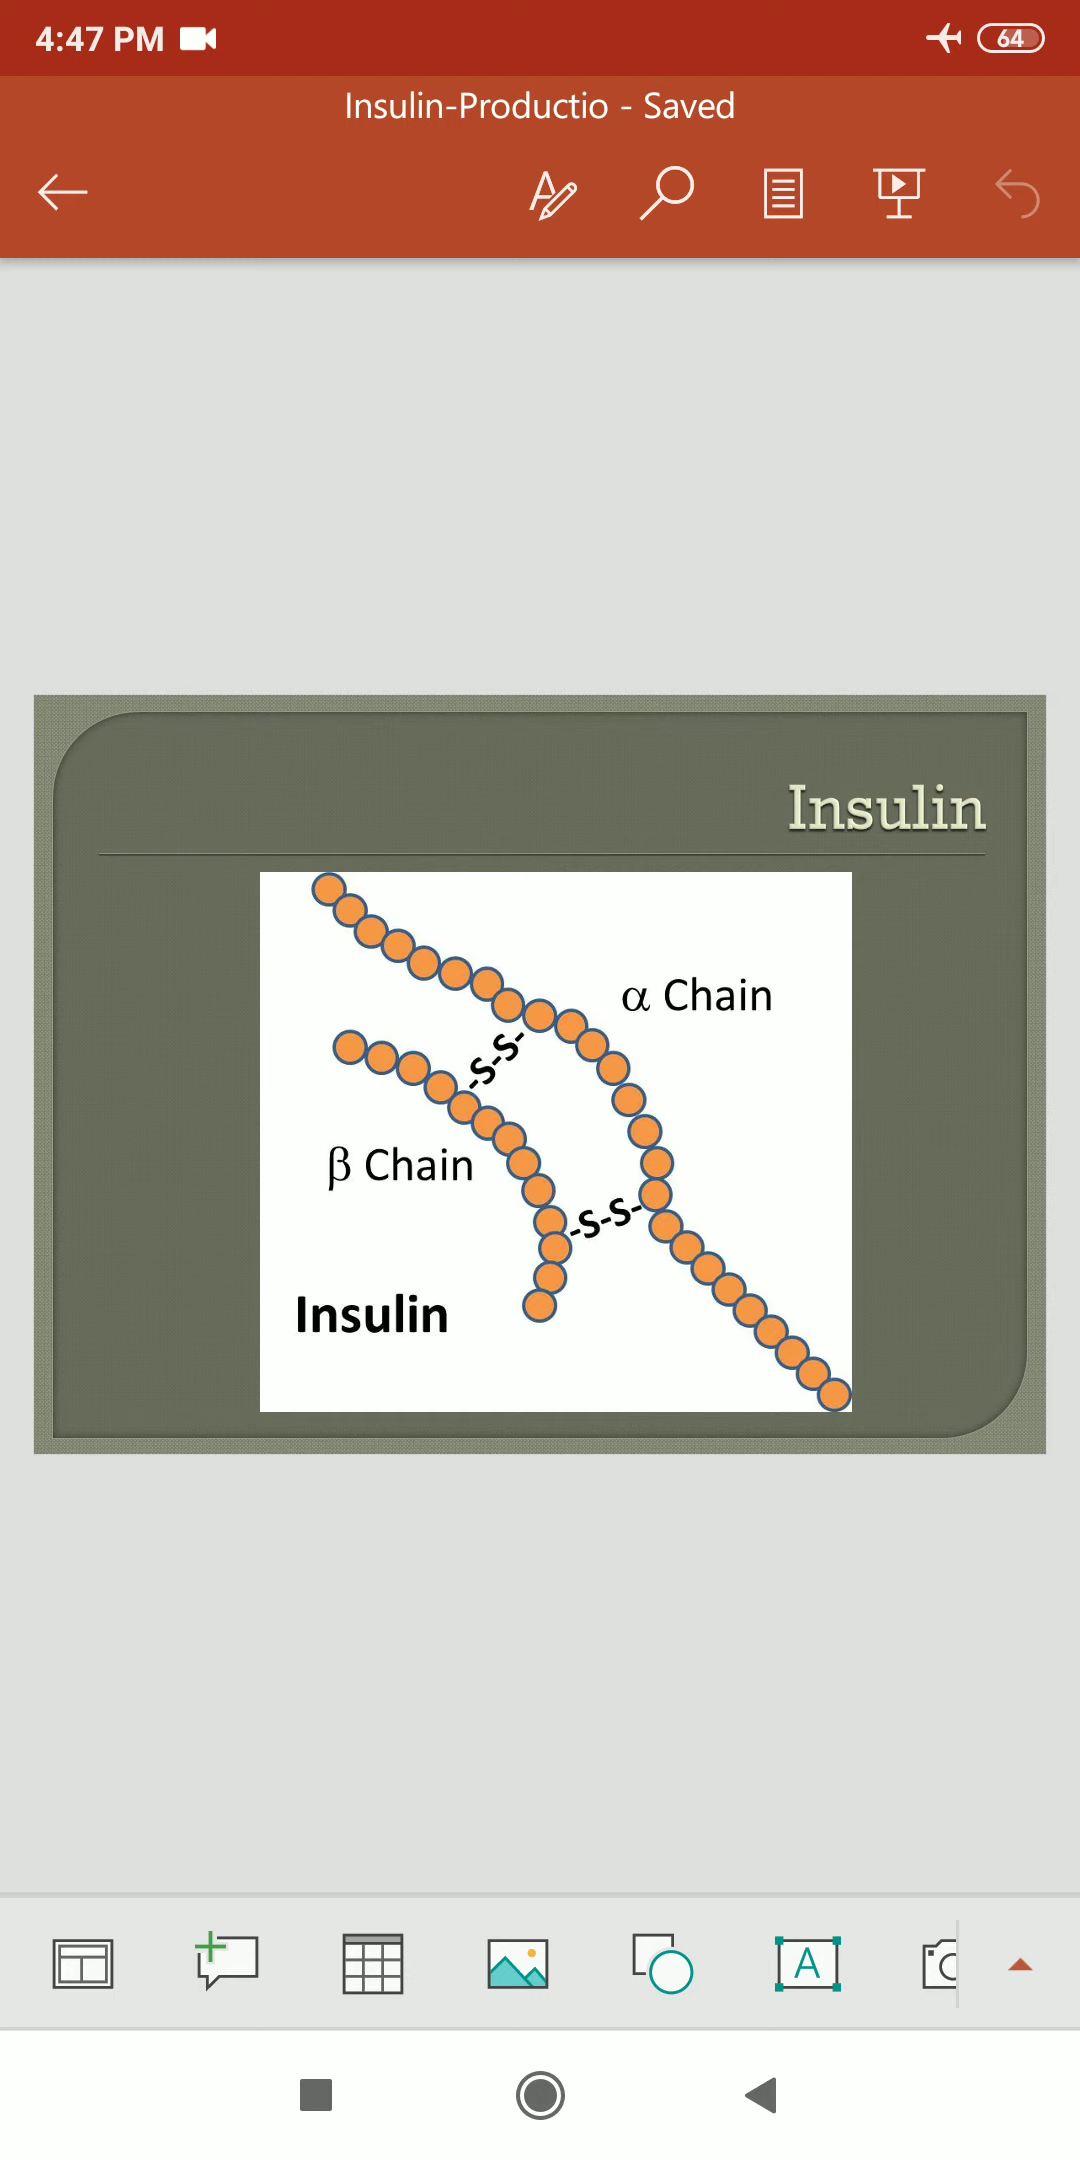 4:47 PM
64
Insulin-Productio - Saved
Insulin
α Chain
-S-S-
β Chain
-S-S-
Insulin